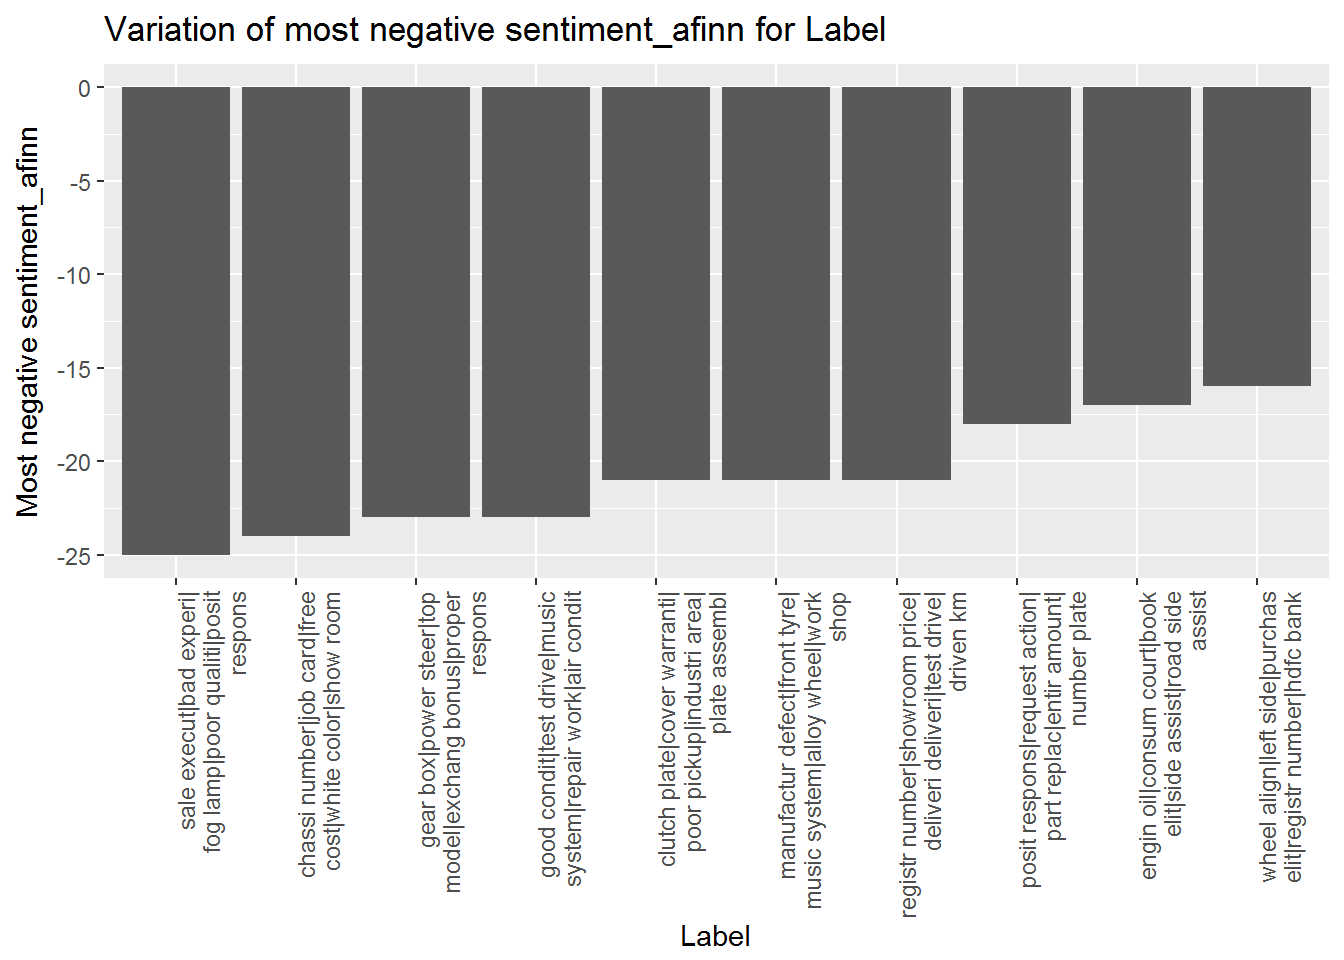 Variation of most negative sentiment_afinn for Label
Most negative sentiment_afinn
0
-5
-10
-15
-20
-25
sale execut|bad experi|
fog lamp|poor qualiti|posit
respons
chassi number|job card|free
cost|white color|show room
gear box|power steer|top
model|exchang bonus|proper
respons
good condit|test drive|music
system|repair work|air condit
clutch plate|cover warranti|
poor pickup|industri area|
plate assembl
manufactur defect|front tyre|
music system|alloy wheel|work
shop
registr number|showroom price|
deliveri deliveri|test drive|
driven km
posit respons|request action|
part replac|entir amount|
number plate
engin oil|consum court|book
elit|side assist|road side
assist
wheel align|left side|purchas
elit|registr number|hdfc bank
Label